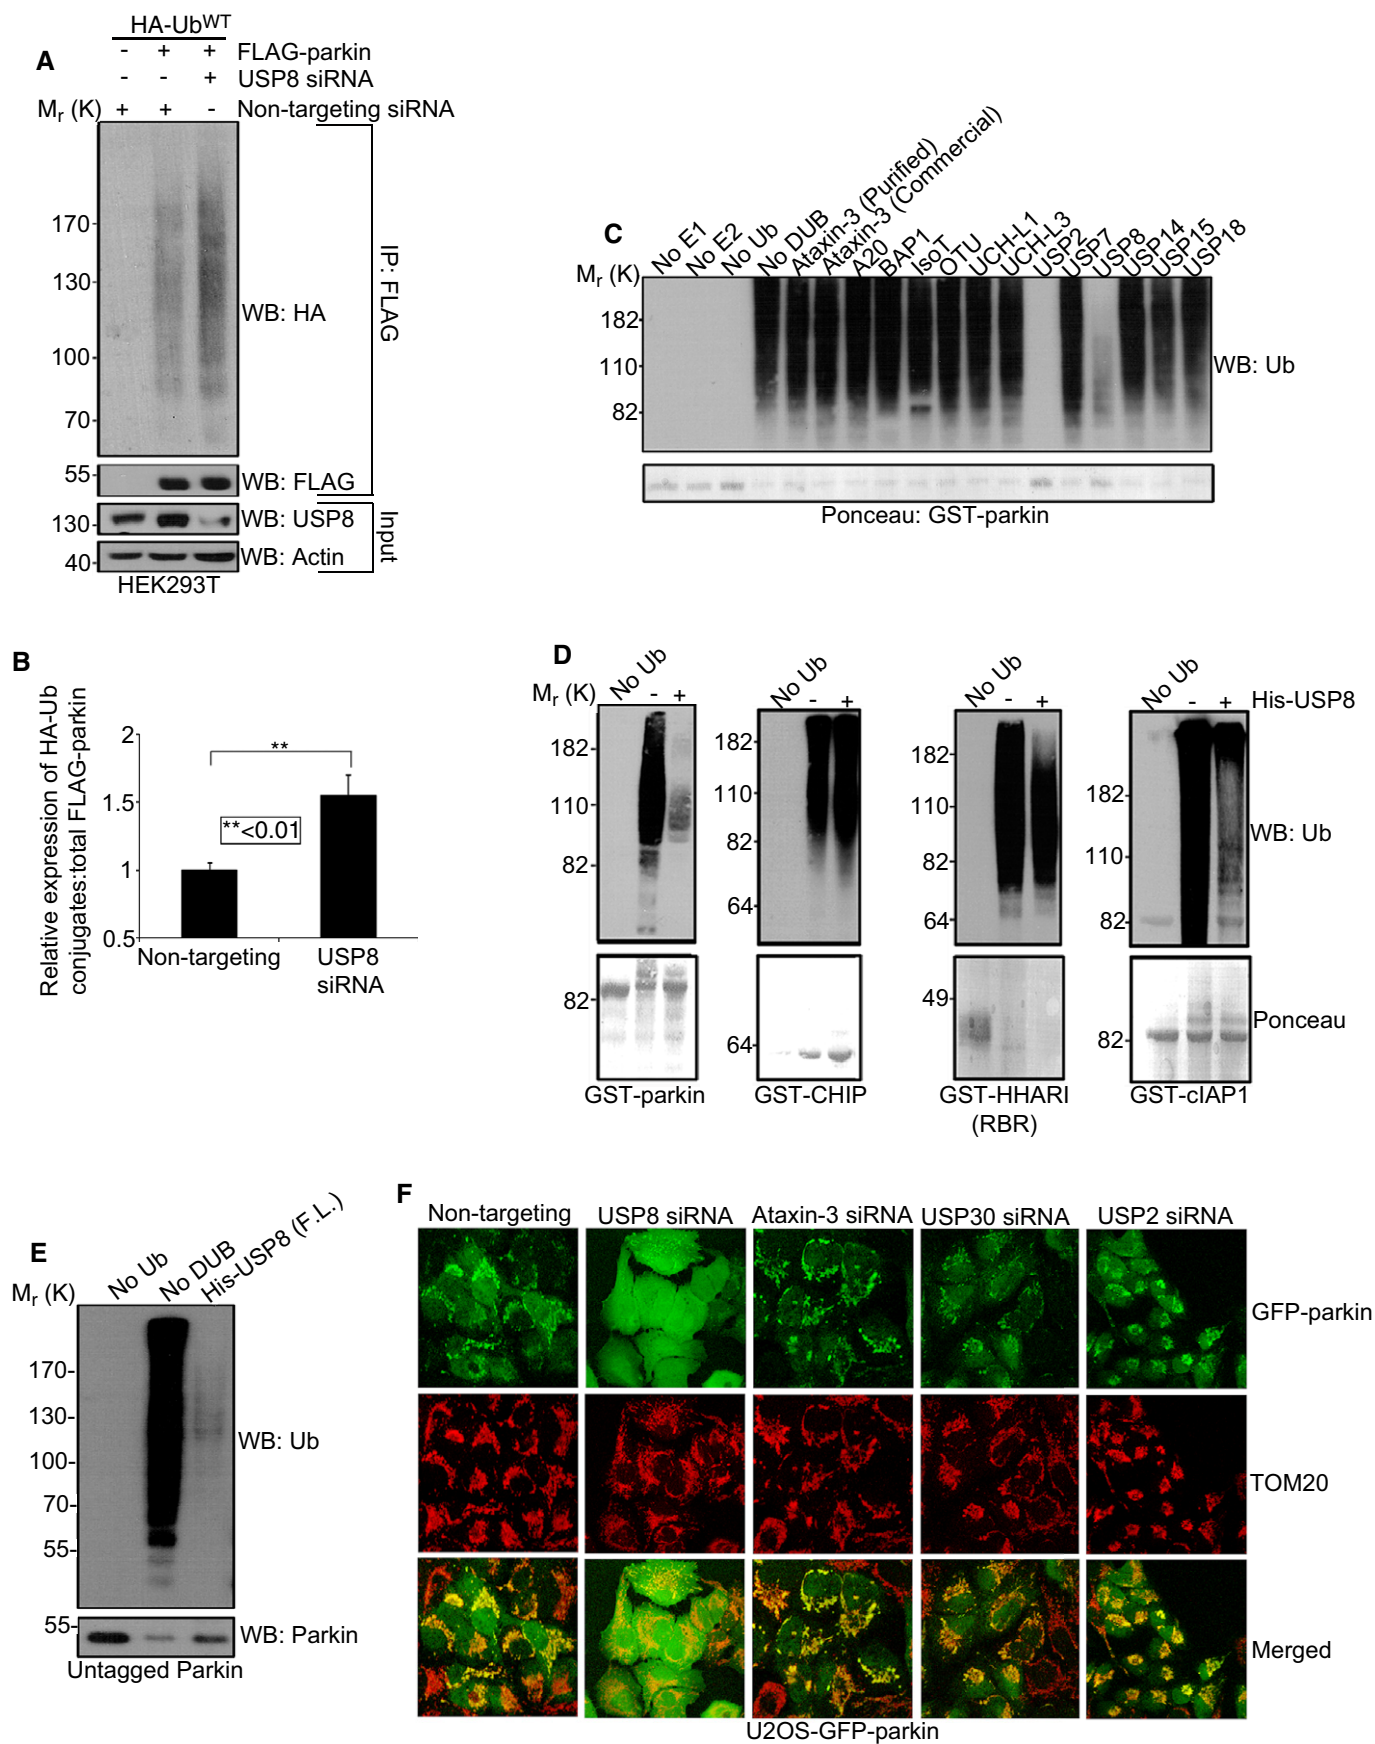 A
HA-UbWT
- + + FLAG-parkin
- - + USP8 siRNA
Mr (K) + + - Non-targeting siRNA
170-
130-
100-
70-
WB: HA
IP: FLAG
55-
WB: FLAG
130-
WB: USP8
40-
WB: Actin
Input
HEK293T
B
Relative expression of HA-Ub
conjugates:total FLAG-parkin
2
1.5
1
0.5
**
**<0.01
Non-targeting
USP8
siRNA
C
Mr (K)
No E1
No E2
No Ub
No DUB
Ataxin-3 (Purified)
Ataxin-3 (Commercial)
A20
BAP1
IsoT
OTU
UCH-L1
UCH-L3
USP2
USP7
USP8
USP14
USP15
USP18
182-
110-
82-
WB: Ub
Ponceau: GST-parkin
D
Mr (K)
No Ub - +
No Ub - +
No Ub - +
No Ub - + His-USP8
182-
110-
82-
182-
110-
82-
64-
182-
110-
82-
64-
182-
110-
82-
WB: Ub
82-
64-
49-
82-
Ponceau
GST-parkin
GST-CHIP
GST-HHARI
(RBR)
GST-cIAP1
E
Mr (K)
No Ub
No DUB
His-USP8 (F.L.)
170-
130-
100-
70-
55-
WB: Ub
55-
WB: Parkin
Untagged Parkin
F
Non-targeting
USP8 siRNA
Ataxin-3 siRNA
USP30 siRNA
USP2 siRNA
GFP-parkin
TOM20
Merged
U2OS-GFP-parkin